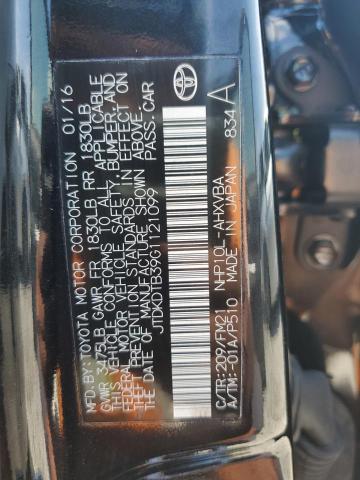 MFD.BY:TOYOTA MOTOR CORPORATION 01/16
GVWR 3475LB GAWR FR 1830LB RR 1830LB
THIS VEHICLE CONFORMS TO ALL APPLICABLE
FEDERAL MOTOR VEHICLE SAFETY, BUMPER, AND
THEFT PREVENTION STANDARDS IN EFFECT ON
THE DATE OF MANUFACTURE SHOWN ABOVE.
JTDKDTB39G1121099 PASS.CAR
C/TR:209/FM21 NHP10L-AHXVBA
A/TM:-01A/P510 MADE IN JAPAN 834 A